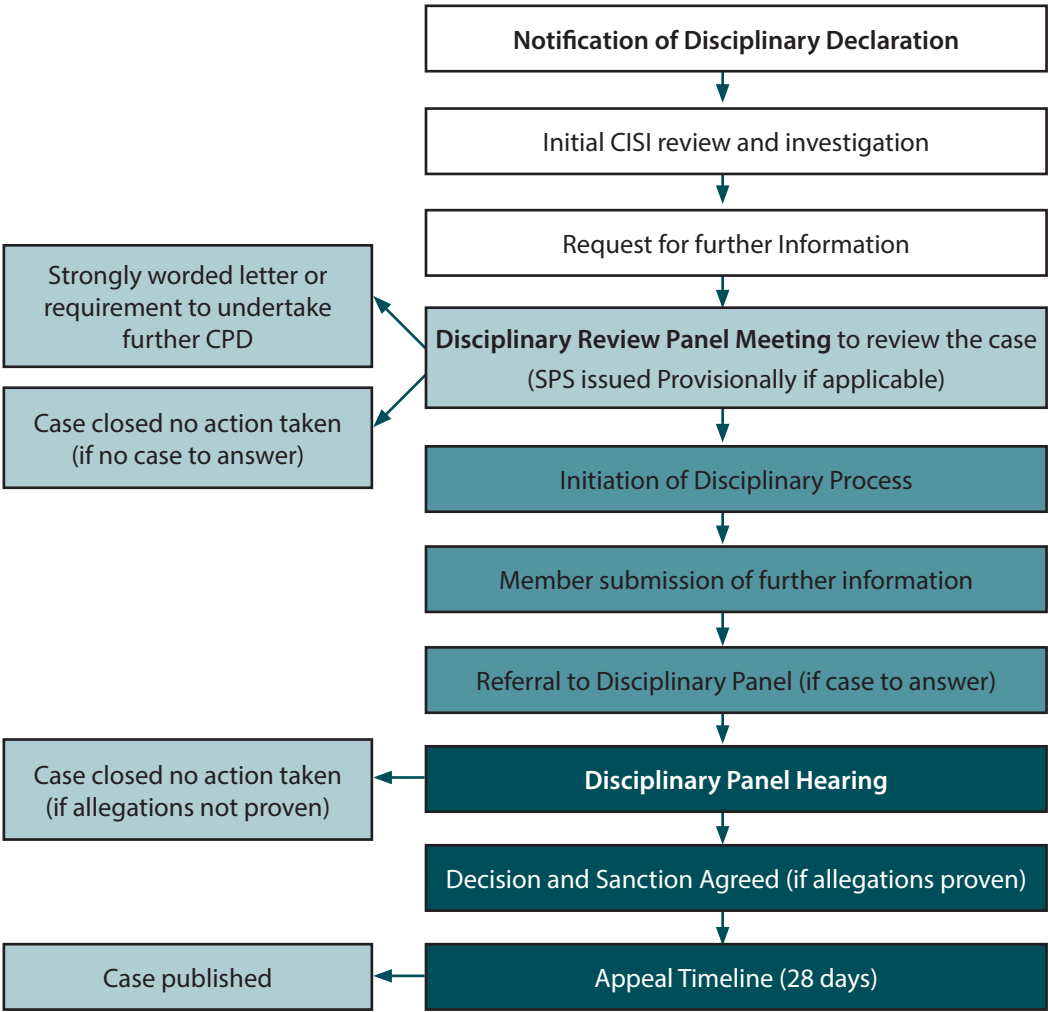 Notification of Disciplinary Declaration
Initial CISI review and investigation
Request for further Information
Strongly worded letter or
requirement to undertake
further CPD
Disciplinary Review Panel Meeting to review the case
(SPS issued Provisionally if applicable)
Case closed no action taken
(if no case to answer)
Initiation of Disciplinary Process
Member submission of further information
Referral to Disciplinary Panel (if case to answer)
Case closed no action taken
(if allegations not proven)
Disciplinary Panel Hearing
Decision and Sanction Agreed (if allegations proven)
Case published
Appeal Timeline (28 days)